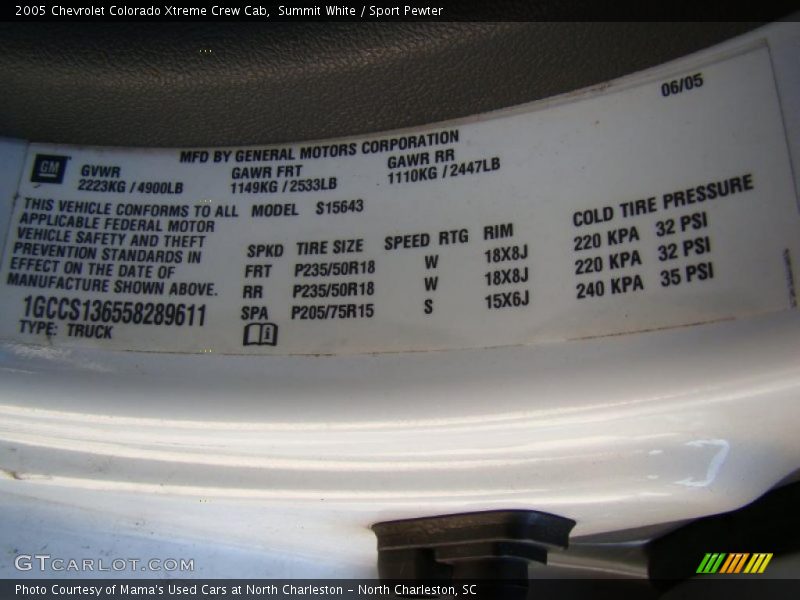 2005 Chevrolet Colorado Xtreme Crew Cab,  Summit White / Sport Pewter
06/05
MFD BY GENERAL MOTORS CORPORATION
GM
GVWR GAWR FRT GAWR RR
2223KG / 4900LB 1149KG / 2533LB 1110KG / 2447LB
THIS VEHICLE CONFORMS TO ALL MODEL S15643
APPLICABLE FEDERAL MOTOR
VEHICLE SAFETY AND THEFT
PREVENTION STANDARDS IN
EFFECT ON THE DATE OF
MANUFACTURE SHOWN ABOVE.
1GCCS136558289611
TYPE: TRUCK
SPKD TIRE SIZE SPEED RTG RIM COLD TIRE PRESSURE
FRT P235/50R18 W 18X8J 220 KPA 32 PSI
RR P235/50R18 W 18X8J 220 KPA 32 PSI
SPA P205/75R15 S 15X6J 240 KPA 35 PSI
GTCARLOT.COM
Photo Courtesy of Mama's Used Cars at North Charleston - North Charleston, SC